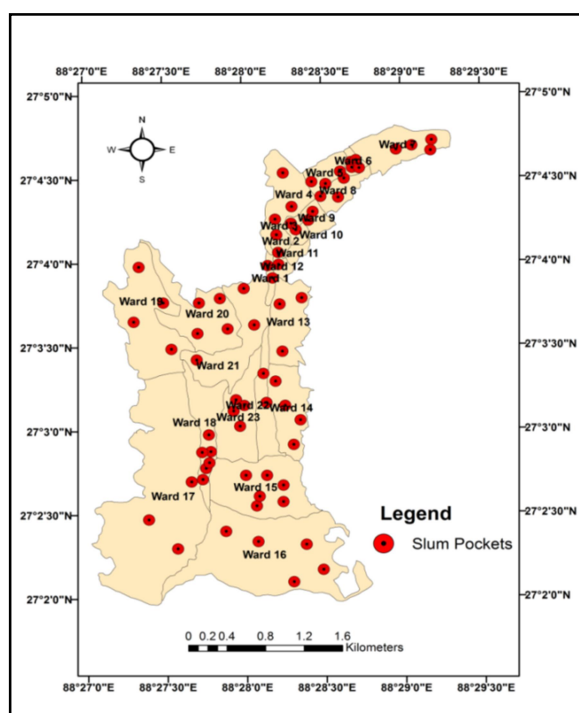 88°27'0"E 88°27'30"E 88°28'0"E 88°28'30"E 88°29'0"E 88°29'30"E
27°5'0"N
27°5'0"N
N
W E
S
Ward 7
Ward 6
Ward 5
27°4'30"N
27°4'30"N
Ward 4
Ward 8
Ward 9
Ward 3
Ward 10
Ward 2
Ward 11
27°4'0"N
27°4'0"N
Ward 12
Ward 1
Ward 19
Ward 20
Ward 13
27°3'30"N
27°3'30"N
Ward 21
Ward 22
Ward 14
Ward 23
Ward 18
27°3'0"N
27°3'0"N
Ward 15
Ward 17
27°2'30"N
27°2'30"N
Legend
Slum Pockets
Ward 16
27°2'0"N
27°2'0"N
0 0.2 0.4 0.8 1.2 1.6
Kilometers
88°27'0"E 88°27'30"E 88°28'0"E 88°28'30"E 88°29'0"E 88°29'30"E